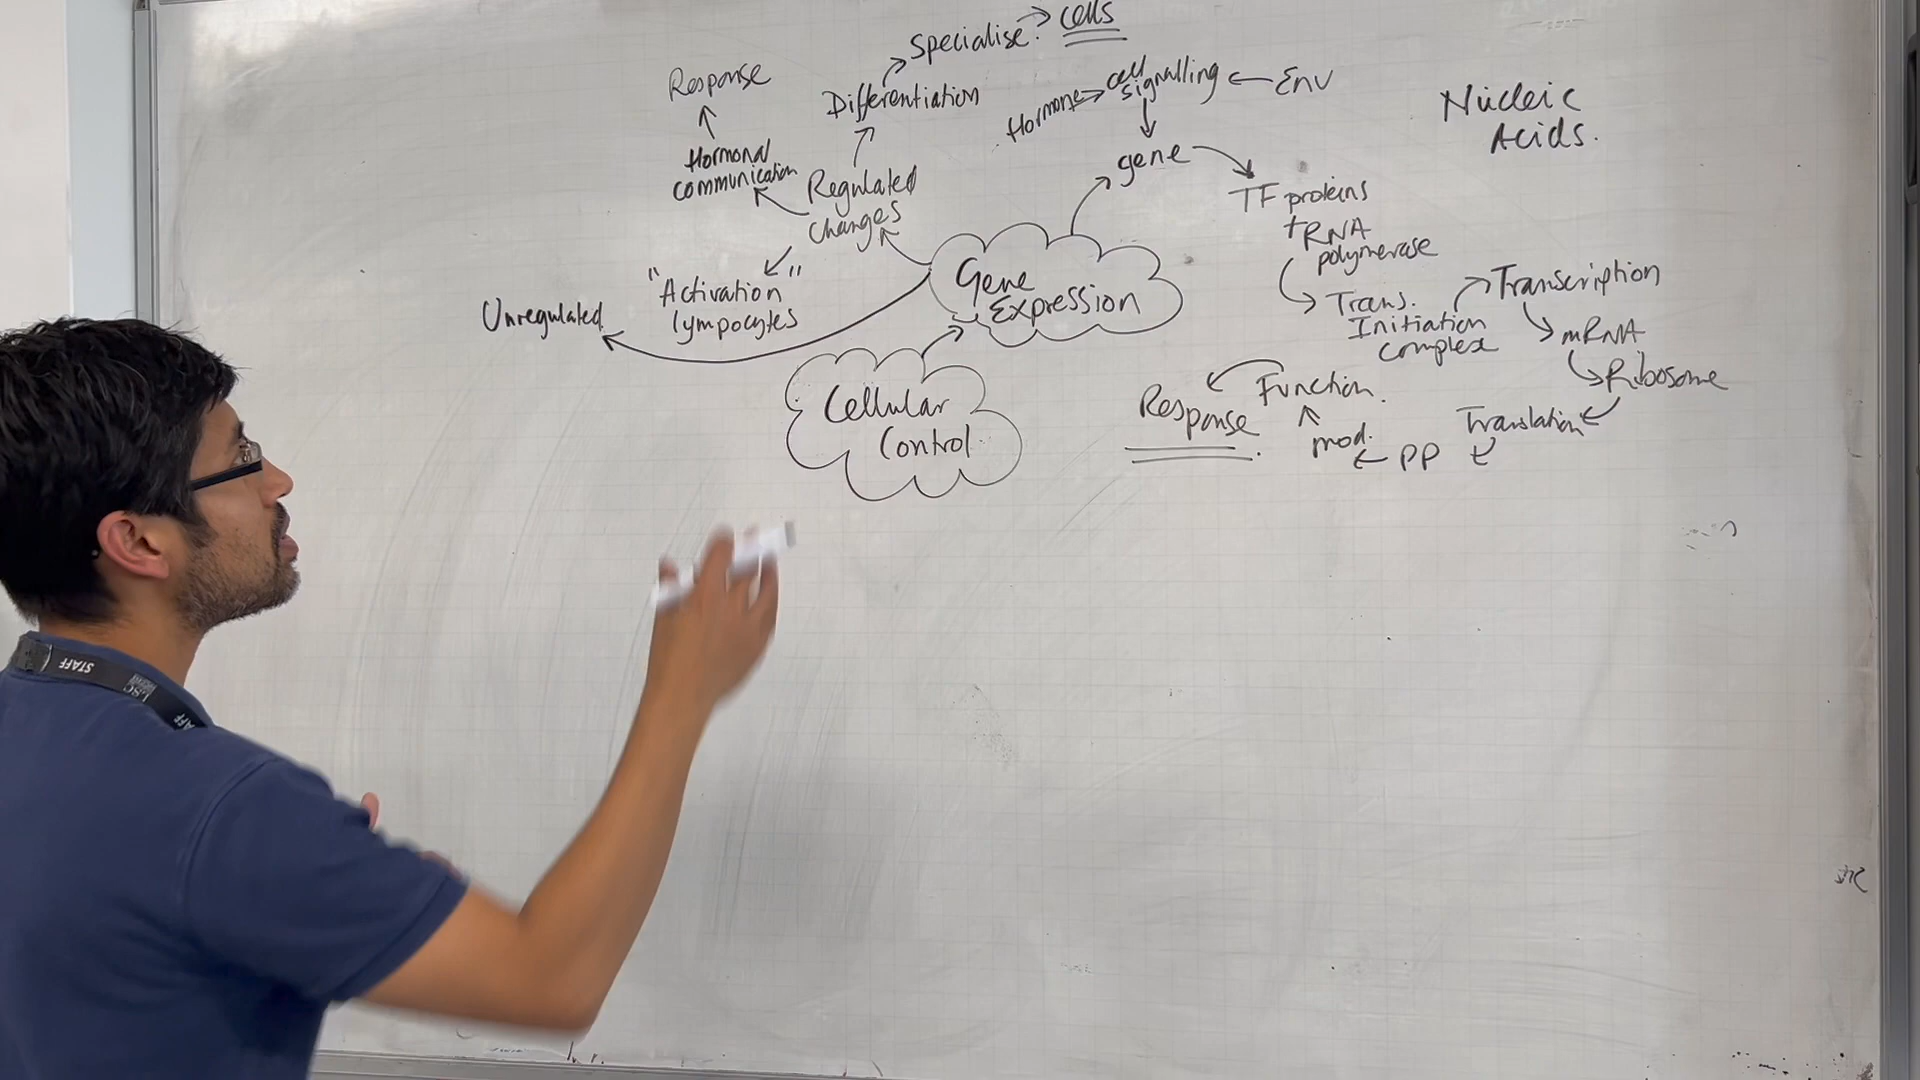 specialise. → cells
Response
Differentiation
Hormone → cell signalling ← Env
Nucleic
Acids.
Hormonal
communication
Regulated
changes
gene
TF proteins
+ RNA
polymerase
"Activation"
lympocytes
Unregulated
Gene
Expression
Trans.
Initiation
complex
Transcription
mRNA
Ribosome
Translation
PP
mod.
Function.
Response
Cellular
Control.
STAFF